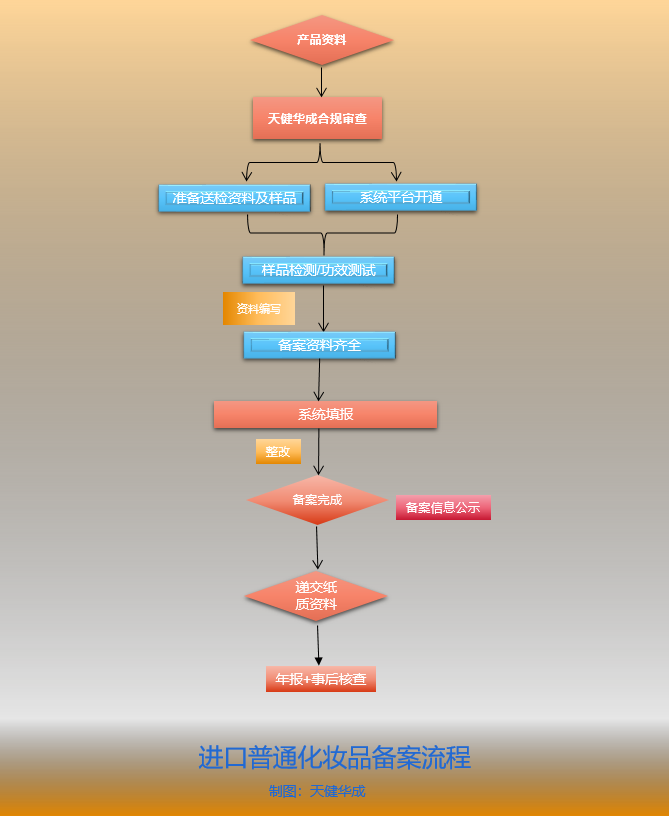 产品资料
天健华成合规审查
准备送检资料及样品
系统平台开通
样品检测/功效测试
资料编写
备案资料齐全
系统填报
整改
备案完成
备案信息公示
递交纸
质资料
年报+事后核查
进口普通化妆品备案流程
制图：天健华成